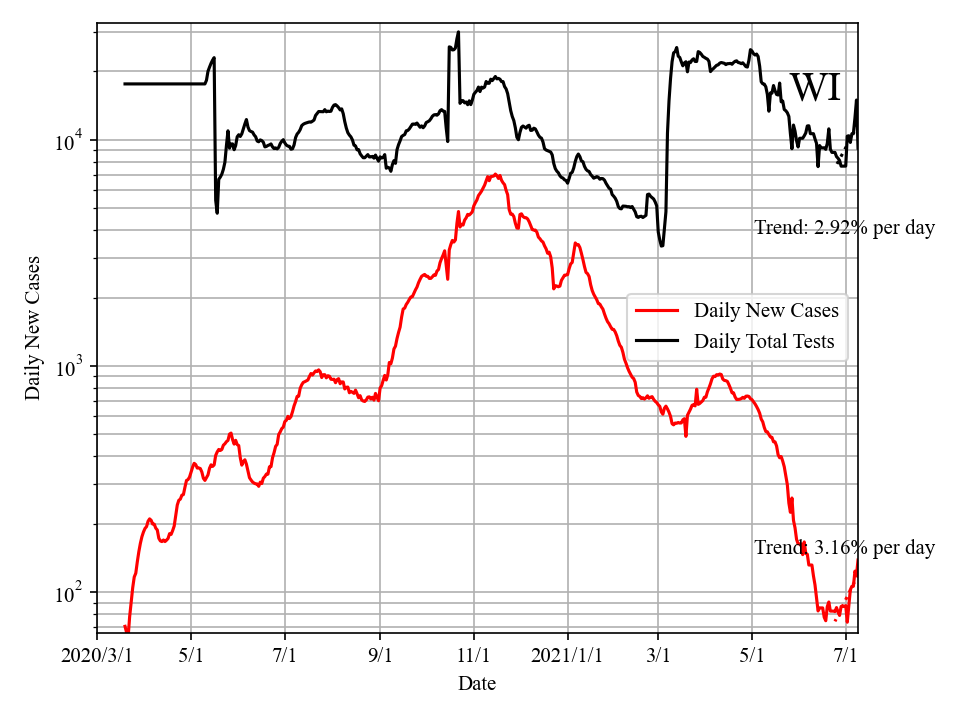 WI
10^4
Trend: 2.92% per day
Daily New Cases
Daily New Cases
Daily Total Tests
10^3
Trend: 3.16% per day
10^2
2020/3/1 5/1 7/1 9/1 11/1 2021/1/1 3/1 5/1 7/1
Date